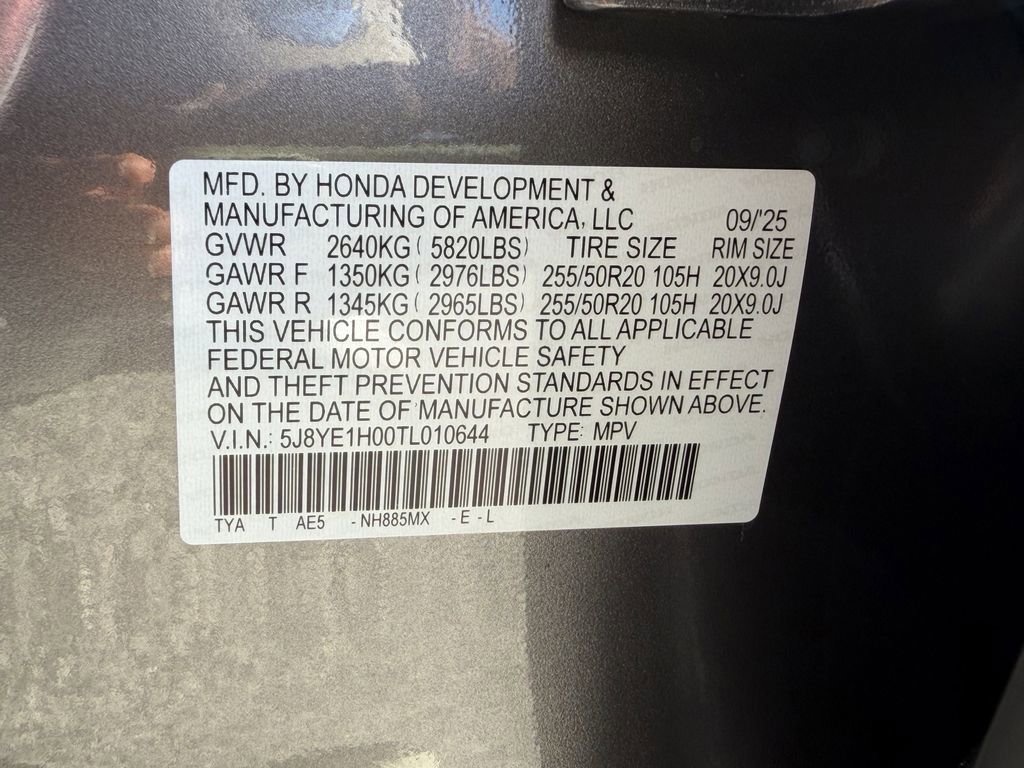 MFD. BY HONDA DEVELOPMENT &
MANUFACTURING OF AMERICA, LLC 09/'25
GVWR 2640KG ( 5820LBS) TIRE SIZE RIM SIZE
GAWR F 1350KG ( 2976LBS) 255/50R20 105H 20X9.0J
GAWR R 1345KG ( 2965LBS) 255/50R20 105H 20X9.0J
THIS VEHICLE CONFORMS TO ALL APPLICABLE
FEDERAL MOTOR VEHICLE SAFETY
AND THEFT PREVENTION STANDARDS IN EFFECT
ON THE DATE OF MANUFACTURE SHOWN ABOVE.
V.I.N.: 5J8YE1H00TL010644 TYPE: MPV
TYA T AE5 - NH885MX - E - L